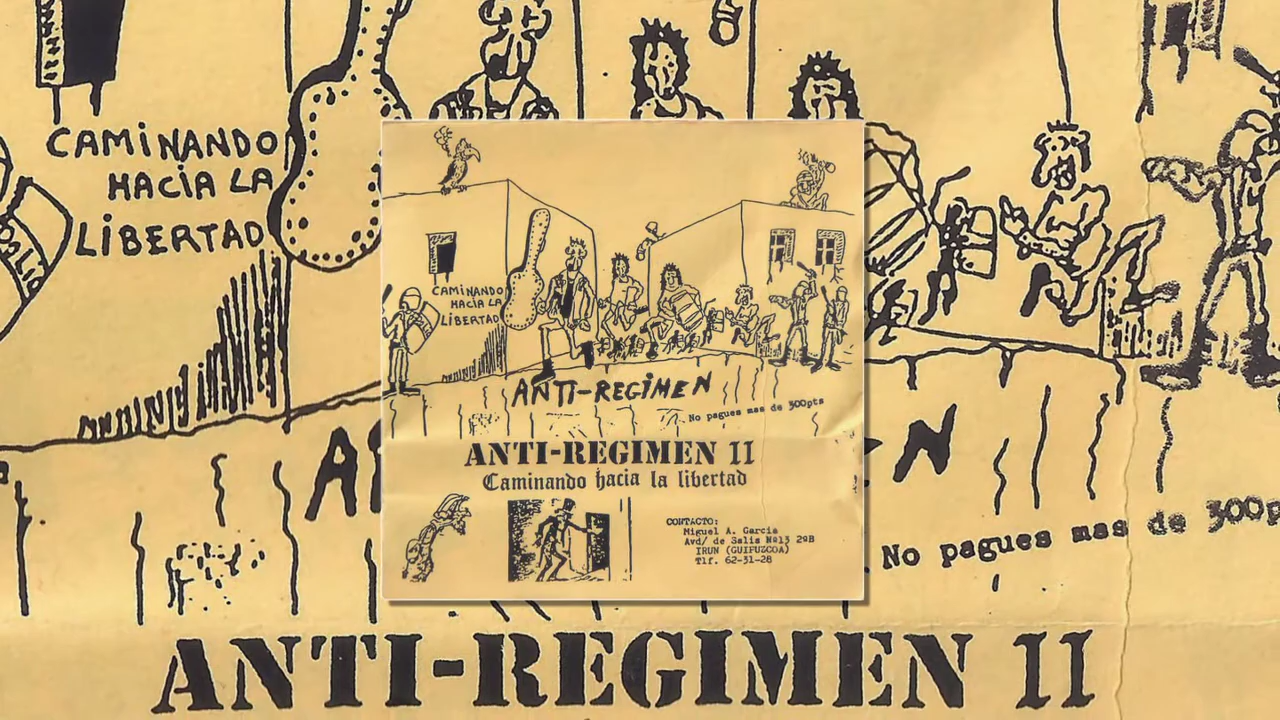 CAMINANDO
HACIA LA
LIBERTAD
CAMINANDO
HACIA LA
LIBERTAD
ANTI-REGIMEN
No pagues mas de 300pts
ANTI-REGIMEN II
Caminando hacia la libertad
CONTACTO:
Miguel A. Garcia
Avd/ de Salis Nº13 2ºB
IRUN (GUIPUZCOA)
Tlf. 62-31-28
No pagues mas de 300p
ANTI-REGIMEN II